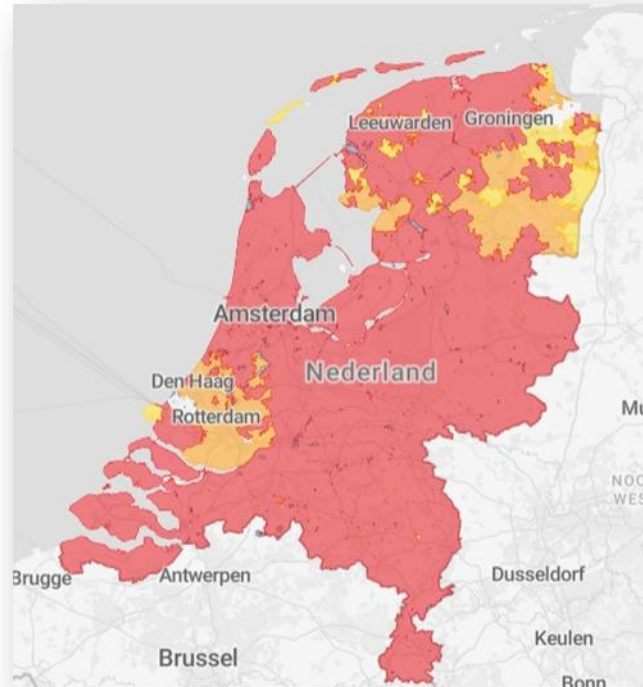 Leeuwarden
Groningen
Amsterdam
Nederland
Den Haag
Rotterdam
Mu
NOO
WES
Brugge
Antwerpen
Dusseldorf
Brussel
Keulen
Bonn